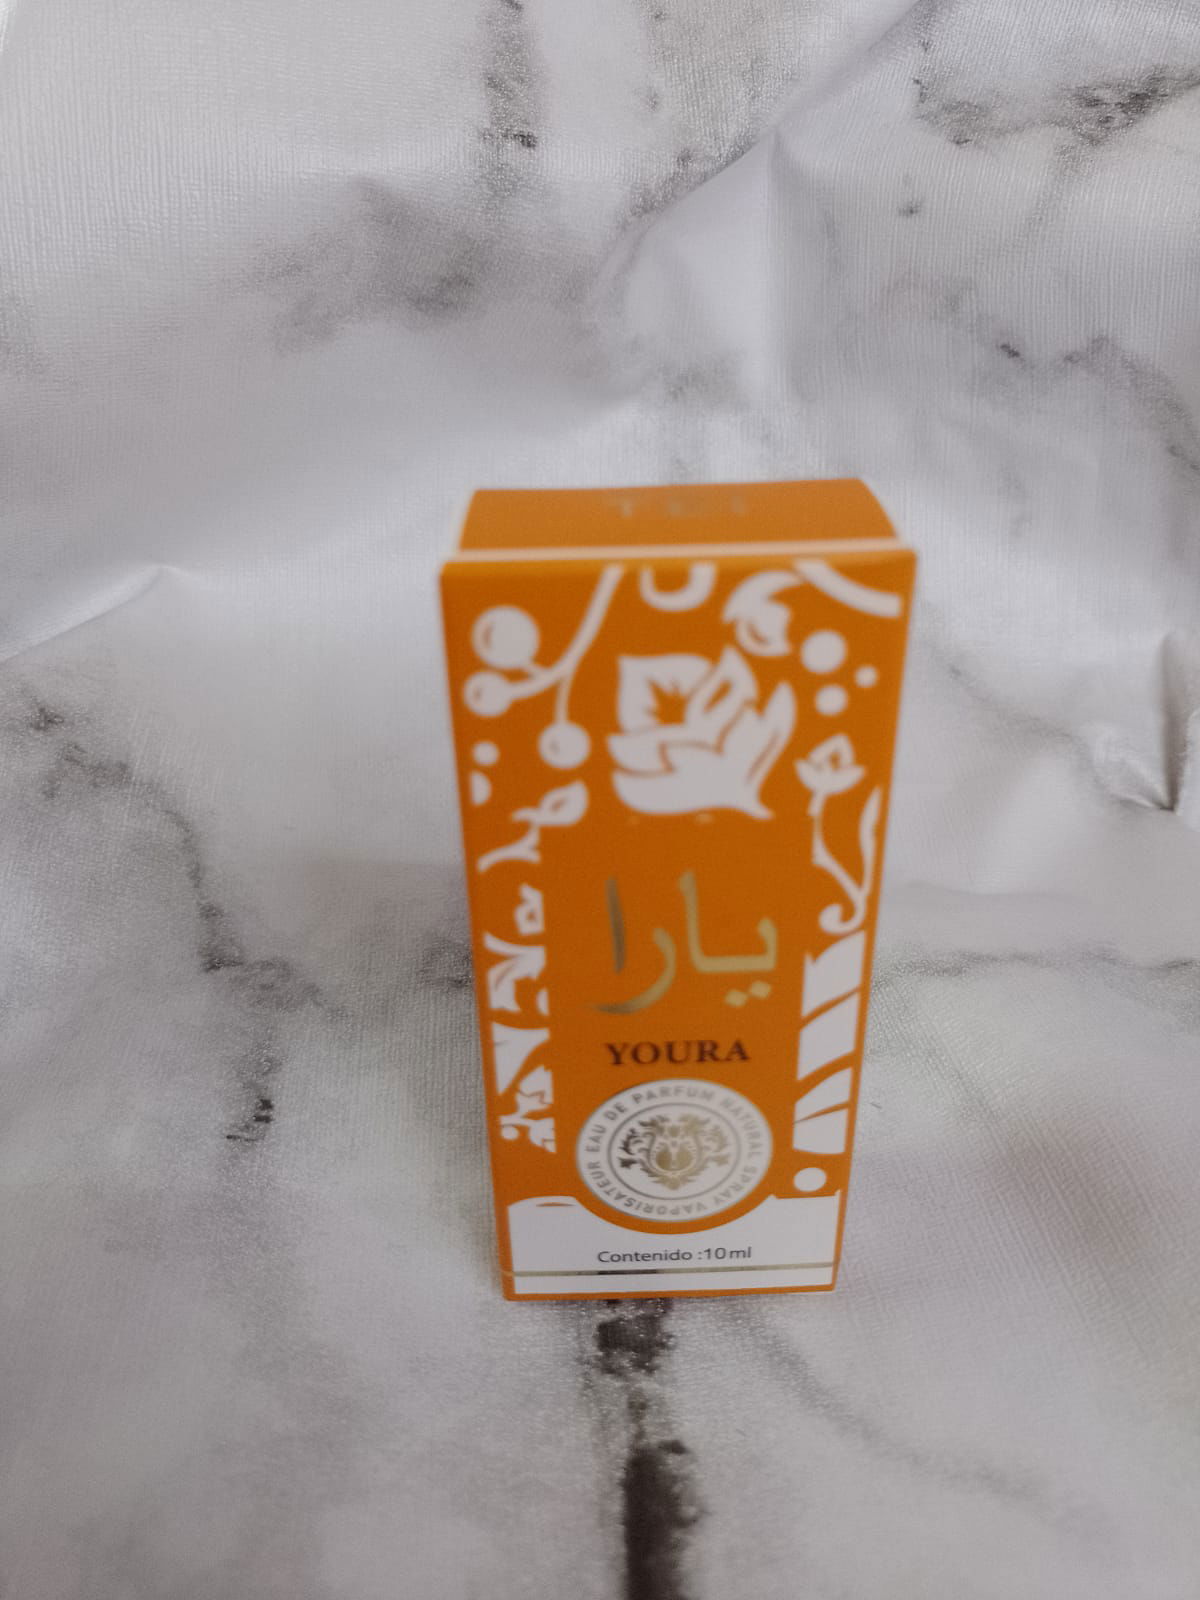 يارا
YOURA
EAU DE PARFUM NATURAL SPRAY VAPORISATEUR
Contenido :10 ml